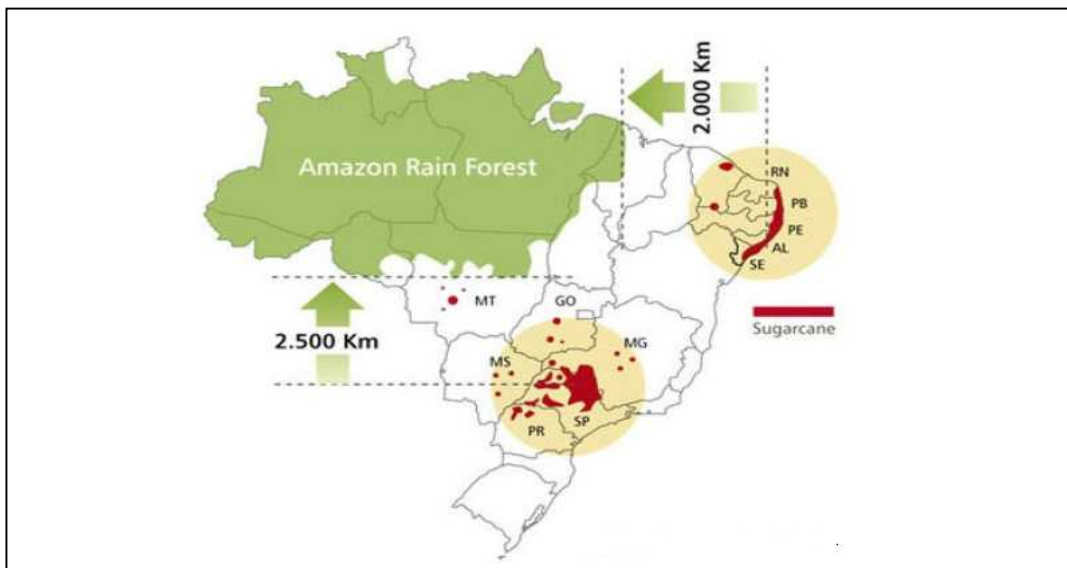 2.000 Km
Amazon Rain Forest
RN
PB
PE
AL
SE
MT
GO
Sugarcane
2.500 Km
MG
MS
SP
PR